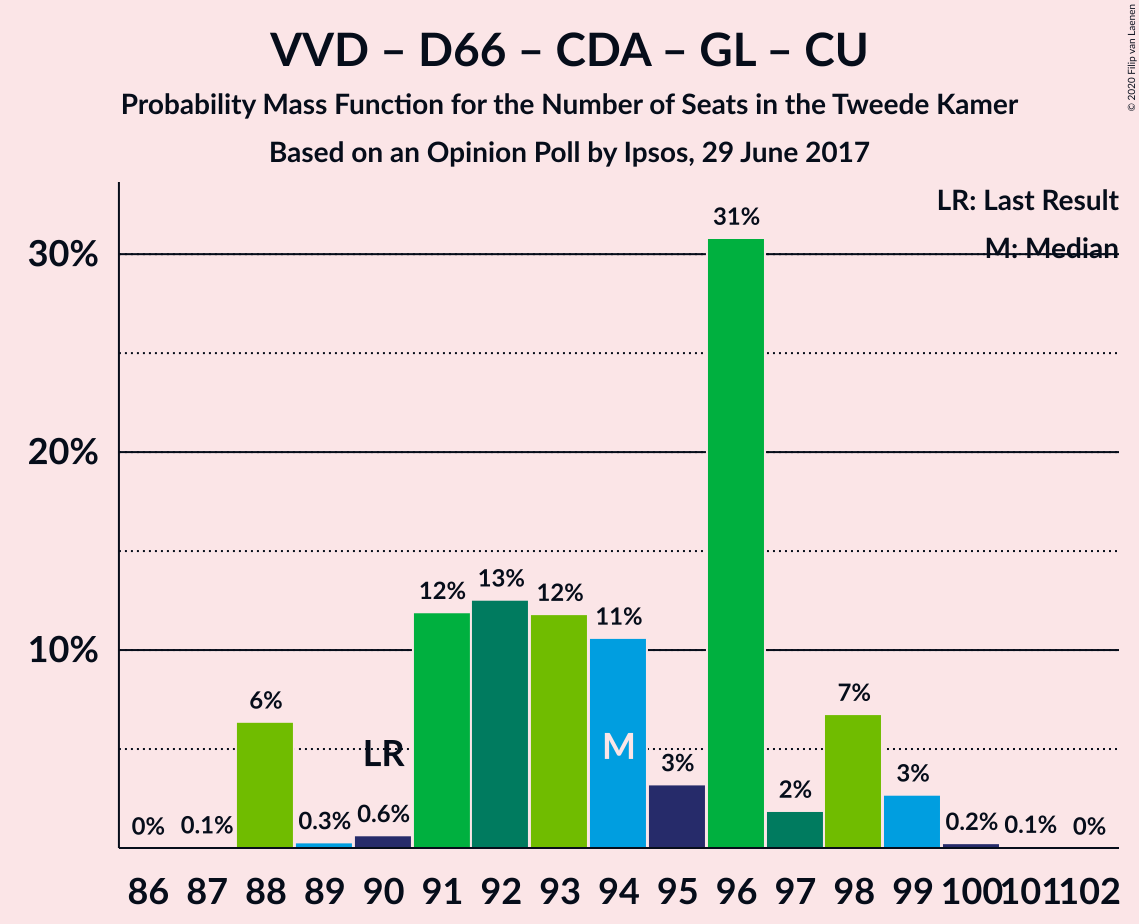 VVD – D66 – CDA – GL – CU
Probability Mass Function for the Number of Seats in the Tweede Kamer
Based on an Opinion Poll by Ipsos, 29 June 2017
© 2020 Filip van Laenen
LR: Last Result
M: Median
30%
20%
10%
0% 0.1% 6% 0.3% 0.6% 12% 13% 12% 11% 3% 31% 2% 7% 3% 0.2% 0.1% 0%
LR M
86 87 88 89 90 91 92 93 94 95 96 97 98 99 100 101 102